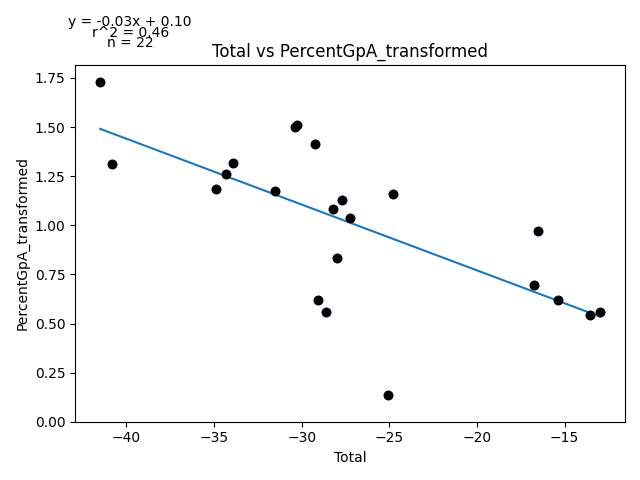 y = -0.03x + 0.10
r^2 = 0.46
n = 22
Total vs PercentGpA_transformed
PercentGpA_transformed
1.75
1.50
1.25
1.00
0.75
0.50
0.25
0.00
−40
−35
−30
−25
−20
−15
Total